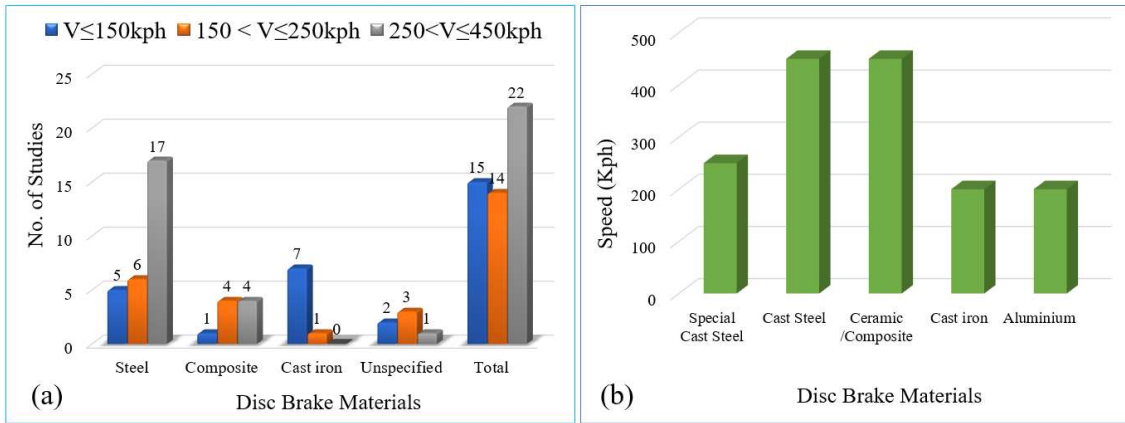 V≤150kph 150 < V≤250kph 250<V≤450kph
25
20
15
10
5
0
No. of Studies
5 6 17
1 4 4
7 1 0
2 3 1
15 14 22
Steel Composite Cast iron Unspecified Total
(a) Disc Brake Materials
500
400
300
200
100
0
Speed (Kph)
Special
Cast Steel
Cast Steel
Ceramic
/Composite
Cast iron
Aluminium
(b) Disc Brake Materials